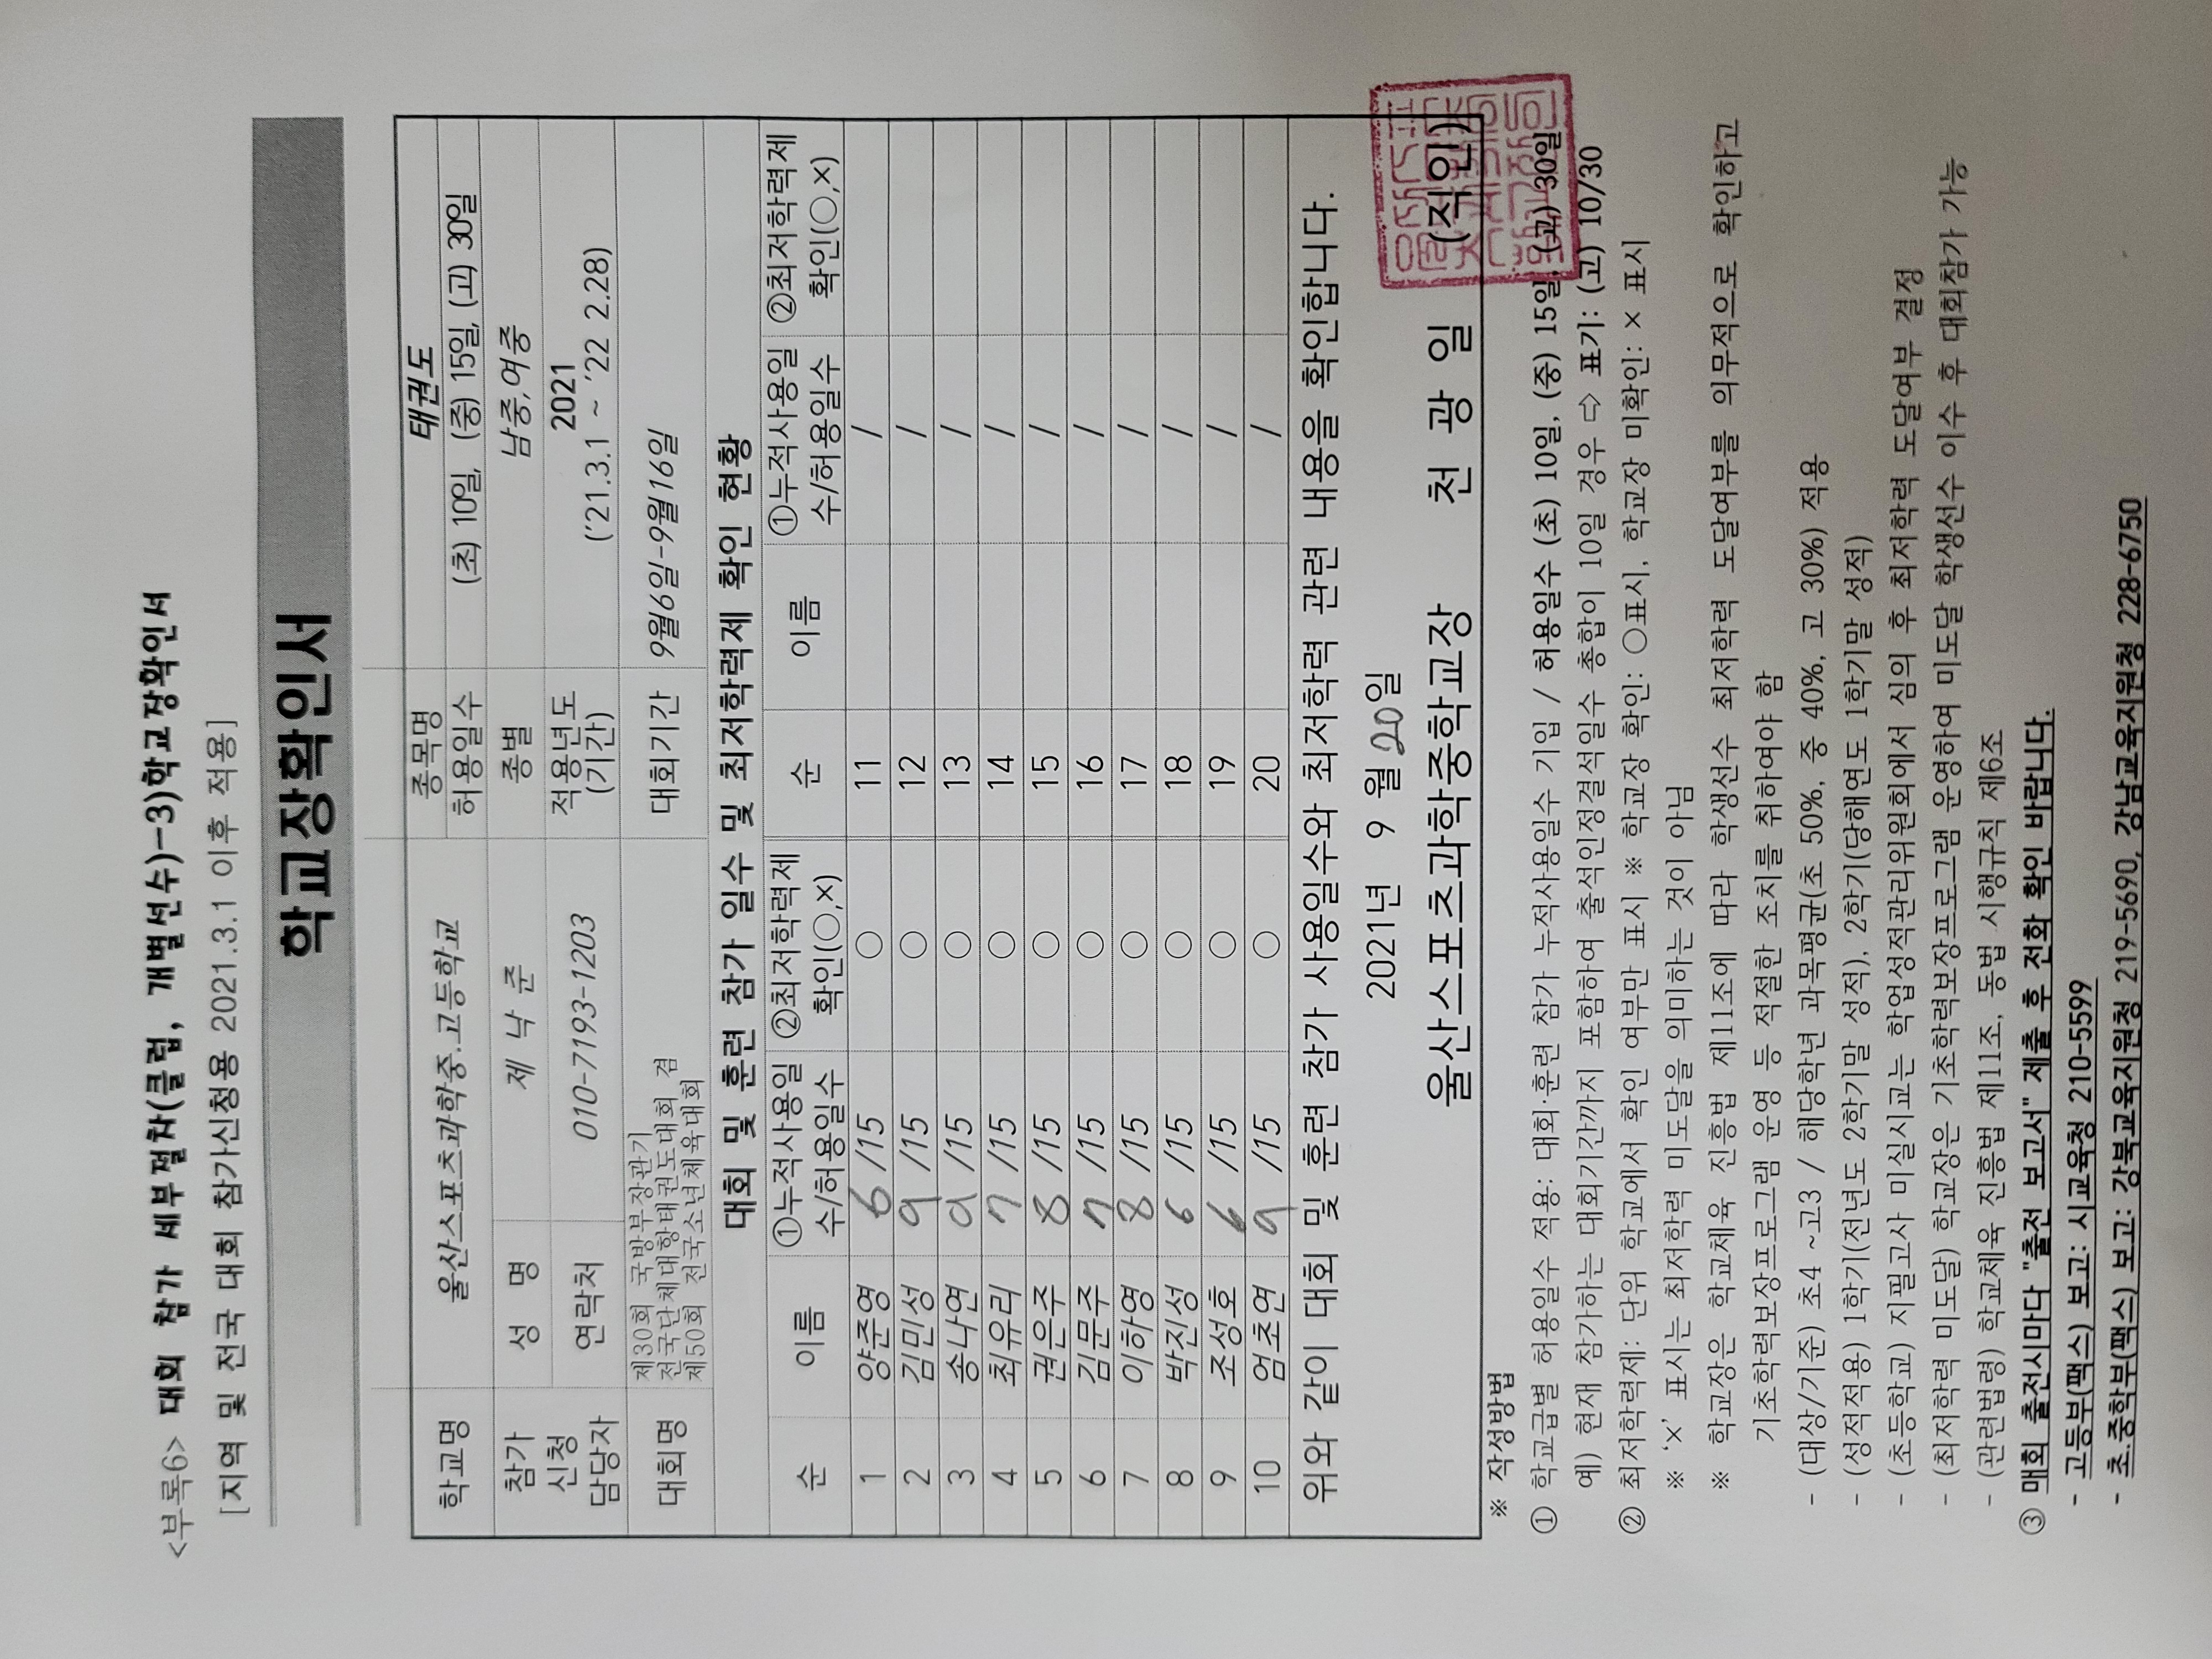 <부록6> 대회 참가 세부절차(클럽, 개별선수)-3)학교장확인서
[지역 및 전국 대회 참가신청용 2021.3.1 이후 적용]
학교장확인서
학교명 울산스포츠과학중.고등학교 종목명 태권도
허용일수 (초) 10일, (중) 15일, (고) 30일
참가 신청 담당자 성 명 제 낙 준 종별 남중,여중
연락처 010-7193-1203 적용년도 (기간) 2021 ('21.3.1 ~ '22 2.28)
대회명 제30회 국방부장관기 대회기간 9월6일-9월16일
전국단체대항태권도대회 겸
제50회 전국소년체육대회
대회 및 훈련 참가 일수 및 최저학력제 확인 현황
순 이름 ①누적사용일수/허용일수 ②최저학력제 확인(○,×) 순 이름 ①누적사용일수/허용일수 ②최저학력제 확인(○,×)
1 양준영 6 /15 ○ 11 /
2 김민성 9 /15 ○ 12 /
3 송나연 9 /15 ○ 13 /
4 최유리 7 /15 ○ 14 /
5 권은주 8 /15 ○ 15 /
6 김문주 7 /15 ○ 16 /
7 이하영 8 /15 ○ 17 /
8 박진성 6 /15 ○ 18 /
9 조성호 6 /15 ○ 19 /
10 엄초연 9 /15 ○ 20 /
위와 같이 대회 및 훈련 참가 사용일수와 최저학력 관련 내용을 확인합니다.
2021년 9 월 20일
울산스포츠과학중학교장 천 광 일 (직인)
※ 작성방법
① 학교급별 허용일수 적용: 대회·훈련 참가 누적사용일수 기입 / 허용일수 (초) 10일, (중) 15일, (고) 30일
예) 현재 참가하는 대회기간까지 포함하여 출석인정결석일수 총합이 10일 경우 ⇨ 표기: (고) 10/30
② 최저학력제: 단위 학교에서 확인 여부만 표시 ※ 학교장 확인: ○표시, 학교장 미확인: × 표시
※ '×' 표시는 최저학력 미도달을 의미하는 것이 아님
※ 학교장은 학교체육 진흥법 제11조에 따라 학생선수 최저학력 도달여부를 의무적으로 확인하고
기초학력보장프로그램 운영 등 적절한 조치를 취하여야 함
- (대상/기준) 초4 ~고3 / 해당학년 과목평균(초 50%, 중 40%, 고 30%) 적용
- (성적적용) 1학기(전년도 2학기말 성적), 2학기(당해연도 1학기말 성적)
- (초등학교) 지필고사 미실시교는 학업성적관리위원회에서 심의 후 최저학력 도달여부 결정
- (최저학력 미도달) 학교장은 기초학력보장프로그램 운영하여 미도달 학생선수 이수 후 대회참가 가능
- (관련법령) 학교체육 진흥법 제11조, 동법 시행규칙 제6조
③ 매회 출전시마다 "출전 보고서" 제출 후 전화 확인 바랍니다.
- 고등부(팩스) 보고: 시교육청 210-5599
- 초.중학부(팩스) 보고: 강북교육지원청 219-5690, 강남교육지원청 228-6750